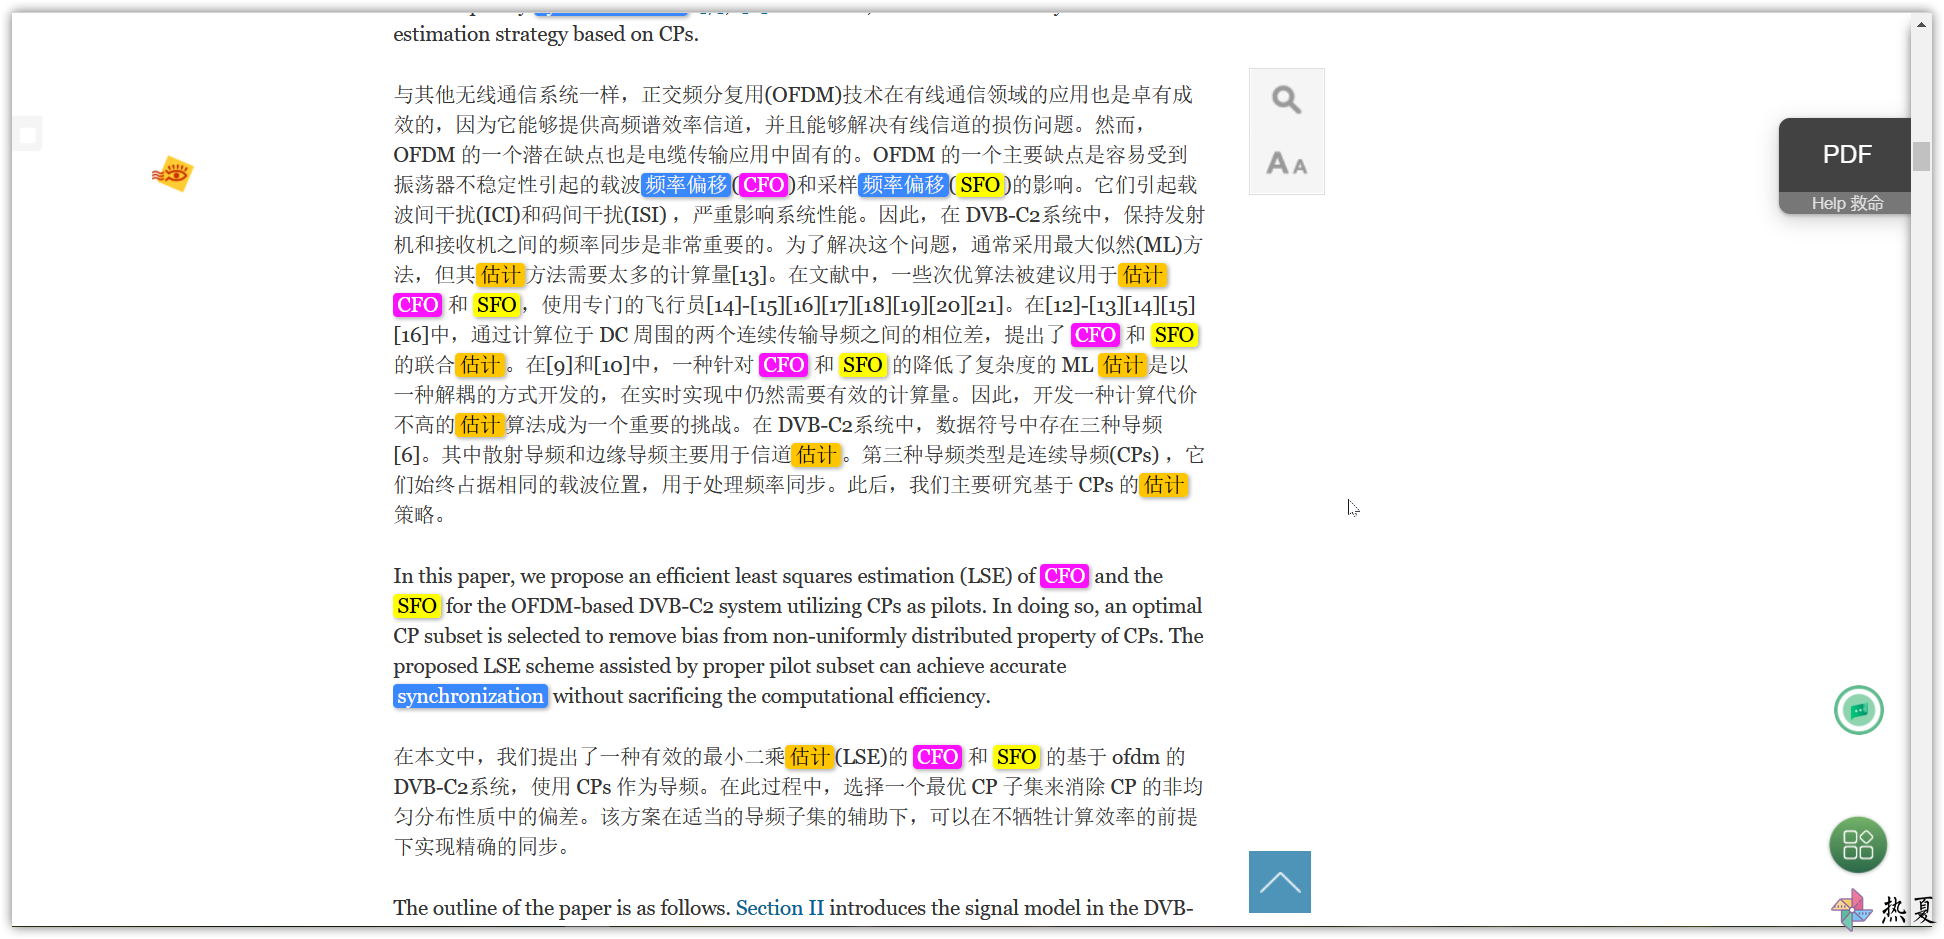 estimation strategy based on CPs.
与其他无线通信系统一样，正交频分复用(OFDM)技术在有线通信领域的应用也是卓有成
效的，因为它能够提供高频谱效率信道，并且能够解决有线信道的损伤问题。然而，
OFDM 的一个潜在缺点也是电缆传输应用中固有的。OFDM 的一个主要缺点是容易受到
振荡器不稳定性引起的载波频率偏移(CFO)和采样频率偏移(SFO)的影响。它们引起载
波间干扰(ICI)和码间干扰(ISI) ，严重影响系统性能。因此，在 DVB-C2系统中，保持发射
机和接收机之间的频率同步是非常重要的。为了解决这个问题，通常采用最大似然(ML)方
法，但其估计方法需要太多的计算量[13]。在文献中，一些次优算法被建议用于估计
CFO 和 SFO，使用专门的飞行员[14]-[15][16][17][18][19][20][21]。在[12]-[13][14][15]
[16]中，通过计算位于 DC 周围的两个连续传输导频之间的相位差，提出了 CFO 和 SFO
的联合估计。在[9]和[10]中，一种针对 CFO 和 SFO 的降低了复杂度的 ML 估计是以
一种解耦的方式开发的，在实时实现中仍然需要有效的计算量。因此，开发一种计算代价
不高的估计算法成为一个重要的挑战。在 DVB-C2系统中，数据符号中存在三种导频
[6]。其中散射导频和边缘导频主要用于信道估计。第三种导频类型是连续导频(CPs) ，它
们始终占据相同的载波位置，用于处理频率同步。此后，我们主要研究基于 CPs 的估计
策略。
In this paper, we propose an efficient least squares estimation (LSE) of CFO and the
SFO for the OFDM-based DVB-C2 system utilizing CPs as pilots. In doing so, an optimal
CP subset is selected to remove bias from non-uniformly distributed property of CPs. The
proposed LSE scheme assisted by proper pilot subset can achieve accurate
synchronization without sacrificing the computational efficiency.
在本文中，我们提出了一种有效的最小二乘估计(LSE)的 CFO 和 SFO 的基于 ofdm 的
DVB-C2系统，使用 CPs 作为导频。在此过程中，选择一个最优 CP 子集来消除 CP 的非均
匀分布性质中的偏差。该方案在适当的导频子集的辅助下，可以在不牺牲计算效率的前提
下实现精确的同步。
The outline of the paper is as follows. Section II introduces the signal model in the DVB-
AA
PDF
Help 救命
热夏